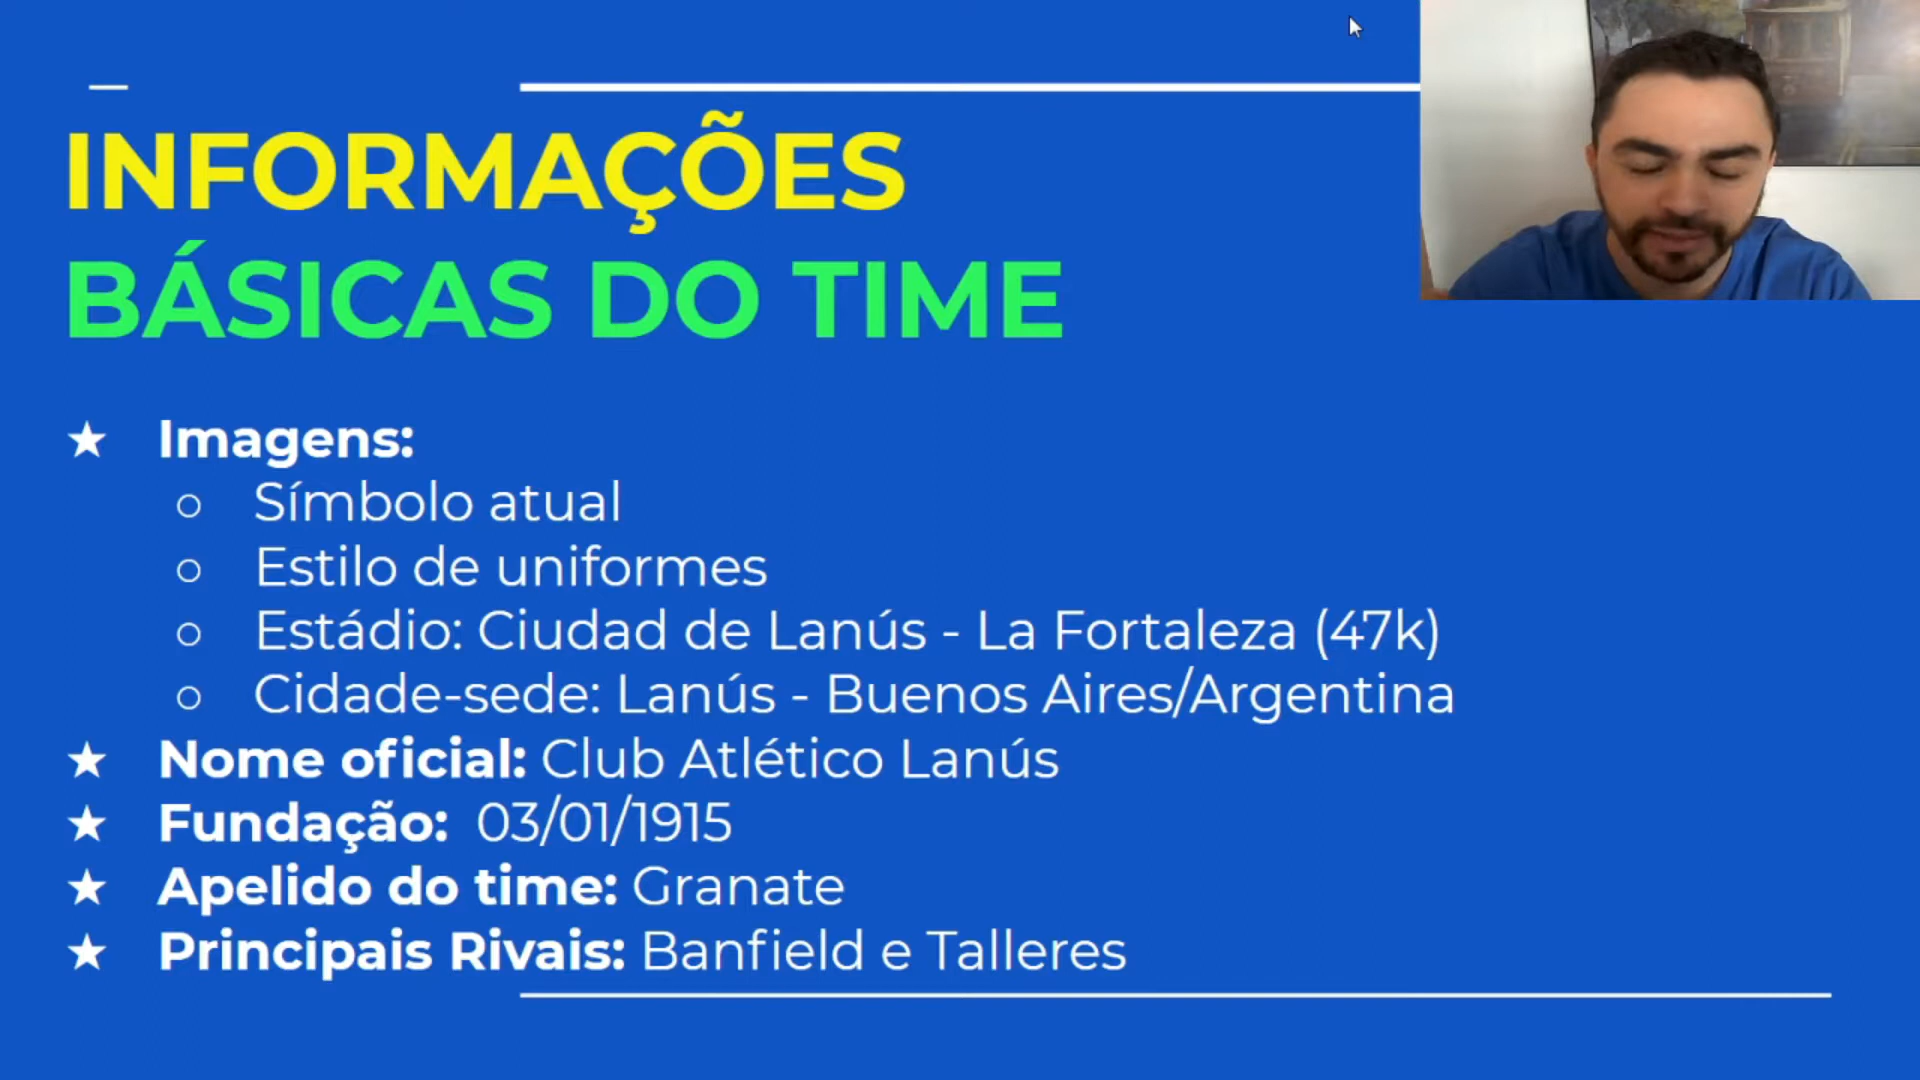 INFORMAÇÕES
BÁSICAS DO TIME
★ Imagens:
○ Símbolo atual
○ Estilo de uniformes
○ Estádio: Ciudad de Lanús - La Fortaleza (47k)
○ Cidade-sede: Lanús - Buenos Aires/Argentina
★ Nome oficial: Club Atlético Lanús
★ Fundação: 03/01/1915
★ Apelido do time: Granate
★ Principais Rivais: Banfield e Talleres